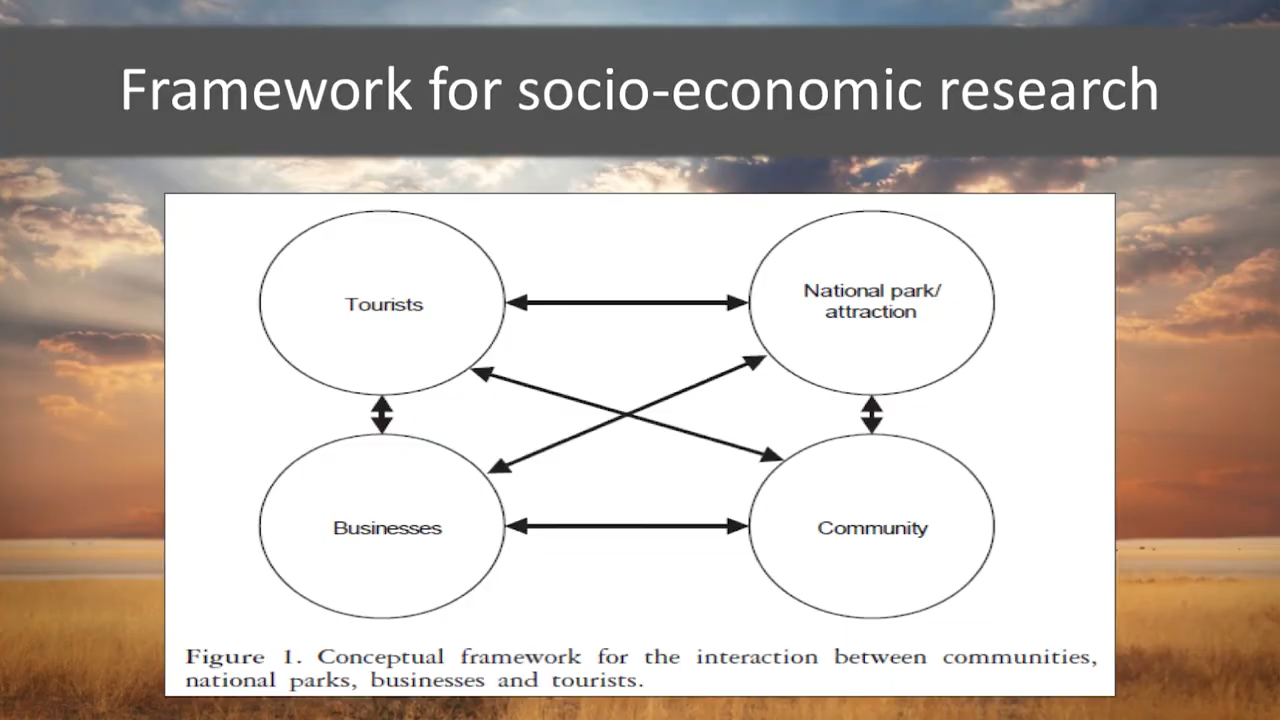 Framework for socio-economic research
Tourists
National park/
attraction
Businesses
Community
Figure 1. Conceptual framework for the interaction between communities,
national parks, businesses and tourists.